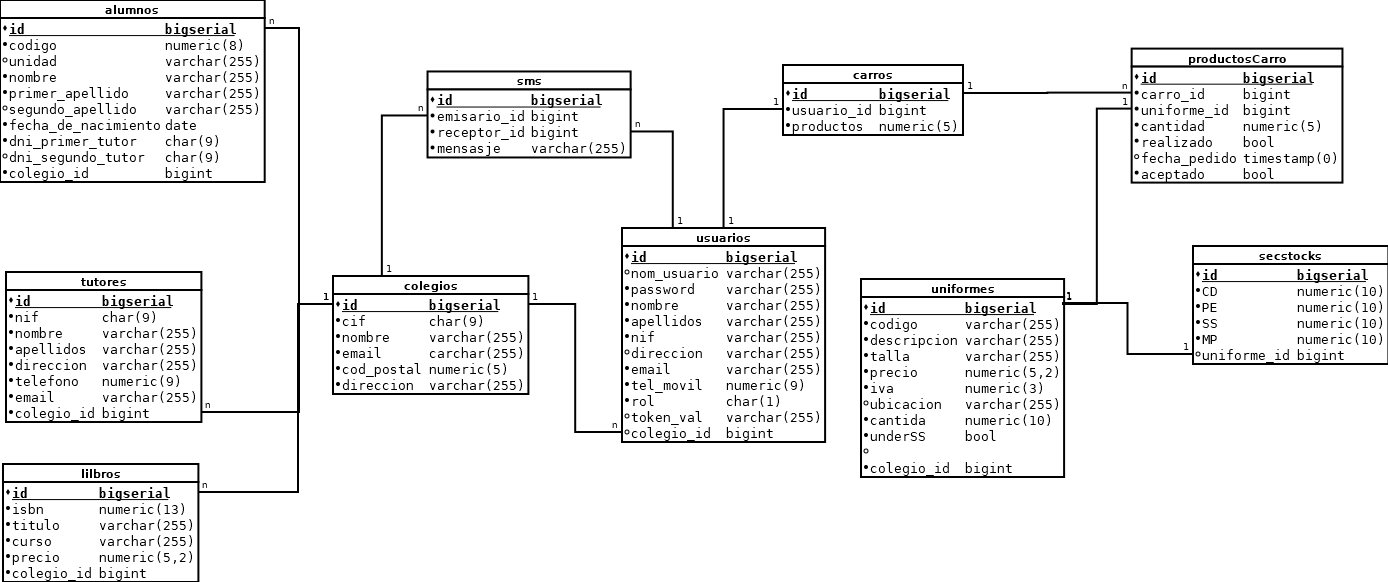 alumnos
id bigserial
codigo numeric(8)
unidad varchar(255)
nombre varchar(255)
primer_apellido varchar(255)
segundo_apellido varchar(255)
fecha_de_nacimiento date
dni_primer_tutor char(9)
dni_segundo_tutor char(9)
colegio_id bigint
n
sms
id bigserial
emisario_id bigint
receptor_id bigint
mensasje varchar(255)
n
n
carros
id bigserial
usuario_id bigint
productos numeric(5)
1
1
productosCarro
id bigserial
carro_id bigint
uniforme_id bigint
cantidad numeric(5)
realizado bool
fecha_pedido timestamp(0)
aceptado bool
n
1
tutores
id bigserial
nif char(9)
nombre varchar(255)
apellidos varchar(255)
direccion varchar(255)
telefono numeric(9)
email varchar(255)
colegio_id bigint
n
colegios
id bigserial
cif char(9)
nombre varchar(255)
email carchar(255)
cod_postal numeric(5)
direccion varchar(255)
1
1
1
usuarios
id bigserial
nom_usuario varchar(255)
password varchar(255)
nombre varchar(255)
apellidos varchar(255)
nif varchar(255)
direccion varchar(255)
email varchar(255)
tel_movil numeric(9)
rol char(1)
token_val varchar(255)
colegio_id bigint
1
1
n
uniformes
id bigserial
codigo varchar(255)
descripcion varchar(255)
talla varchar(255)
precio numeric(5,2)
iva numeric(3)
ubicacion varchar(255)
cantida numeric(10)
underSS bool
colegio_id bigint
1
secstocks
id bigserial
CD numeric(10)
PE numeric(10)
SS numeric(10)
MP numeric(10)
uniforme_id bigint
1
lilbros
id bigserial
isbn numeric(13)
titulo varchar(255)
curso varchar(255)
precio numeric(5,2)
colegio_id bigint
n